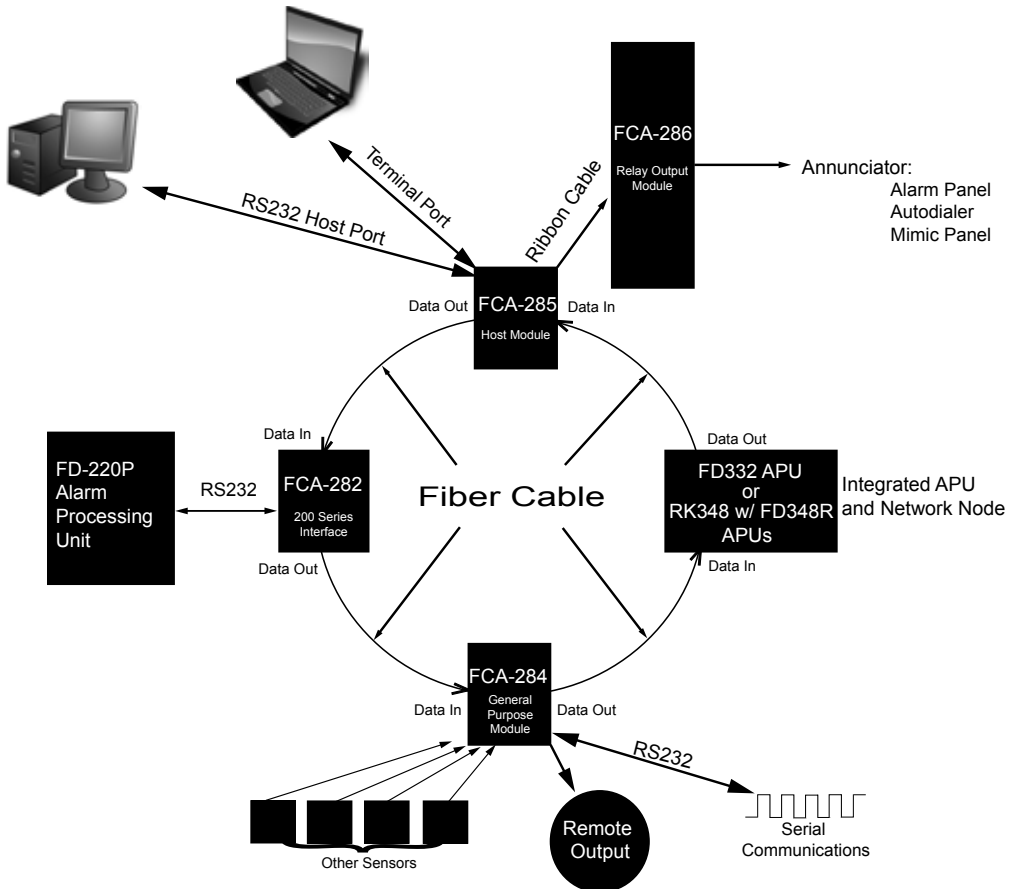 FCA-286
Relay Output
Module
Annunciator:
Alarm Panel
Autodialer
Mimic Panel
Terminal Port
RS232 Host Port
Ribbon Cable
Data Out
FCA-285
Host Module
Data In
Data In
Data Out
FD-220P
Alarm
Processing
Unit
RS232
FCA-282
200 Series
Interface
Fiber Cable
FD332 APU
or
RK348 w/ FD348R
APUs
Integrated APU
and Network Node
Data Out
Data In
FCA-284
General
Purpose
Module
Data In
Data Out
RS232
Other Sensors
Remote
Output
Serial
Communications